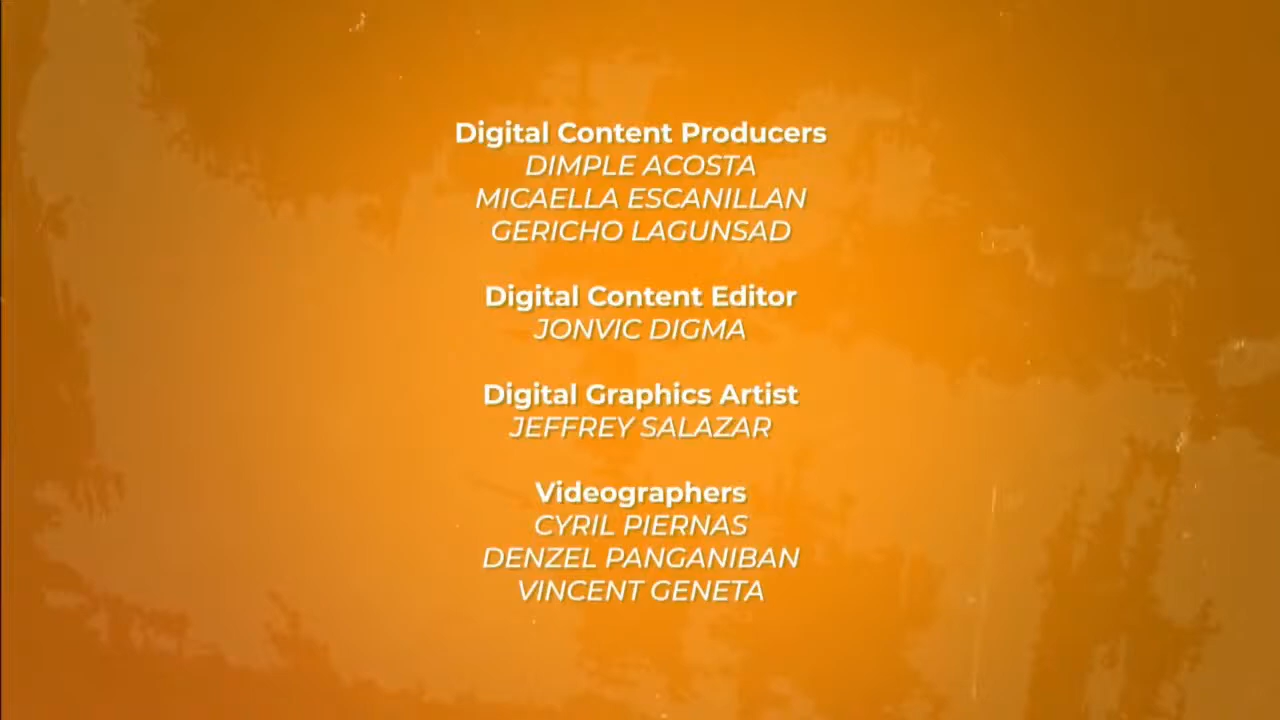 Digital Content Producers
DIMPLE ACOSTA
MICAELLA ESCANILLAN
GERICHO LAGUNSAD
Digital Content Editor
JONVIC DIGMA
Digital Graphics Artist
JEFFREY SALAZAR
Videographers
CYRIL PIERNAS
DENZEL PANGANIBAN
VINCENT GENETA